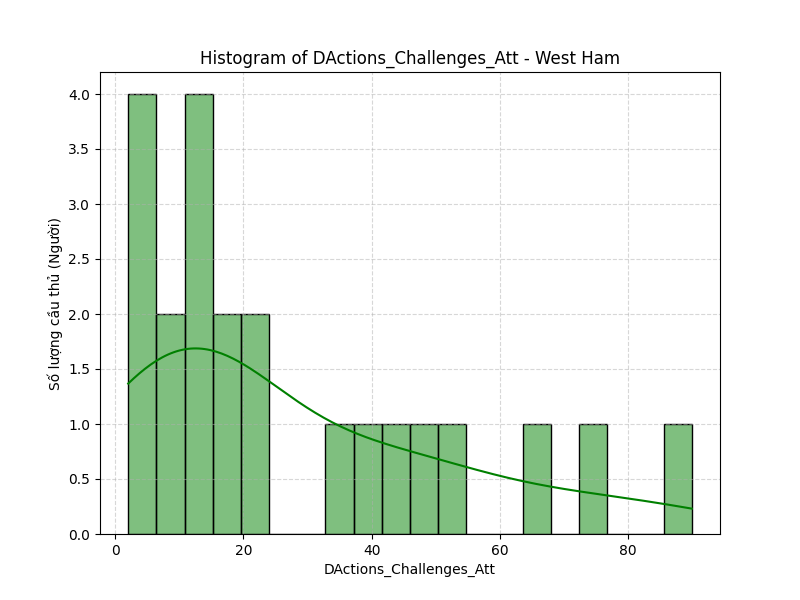 Histogram of DActions_Challenges_Att - West Ham
4.0
3.5
3.0
2.5
2.0
1.5
1.0
0.5
0.0
Số lượng cầu thủ (Người)
0 20 40 60 80
DActions_Challenges_Att